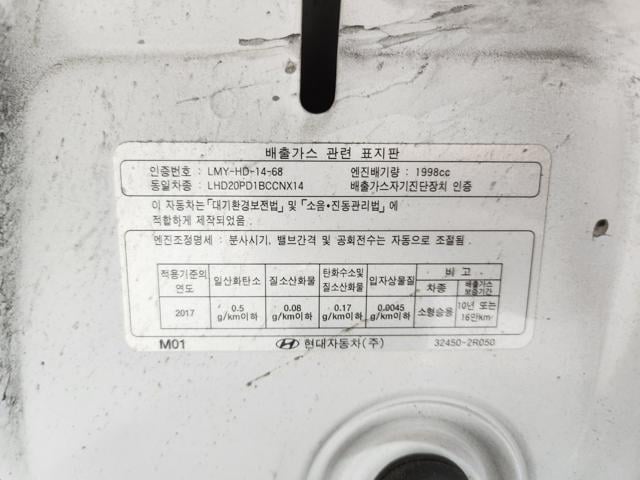 배출가스 관련 표지판
인증번호 : LMY-HD-14-68 엔진배기량 : 1998cc
동일차종 : LHD20PD1BCCNX14 배출가스자기진단장치 인증
이 자동차는「대기환경보전법」및「소음·진동관리법」에
적합하게 제작되었음 .
엔진조정명세 : 분사시기, 밸브간격 및 공회전수는 자동으로 조절됨 .
적용기준의 연도 일산화탄소 질소산화물 탄화수소및 질소산화물 입자상물질 비 고
차종 배출가스 보증기간
2017 0.5 g/km이하 0.08 g/km이하 0.17 g/km이하 0.0045 g/km이하 소형승용 10년 또는 16만km
M01 현대자동차(주) 32450-2R050